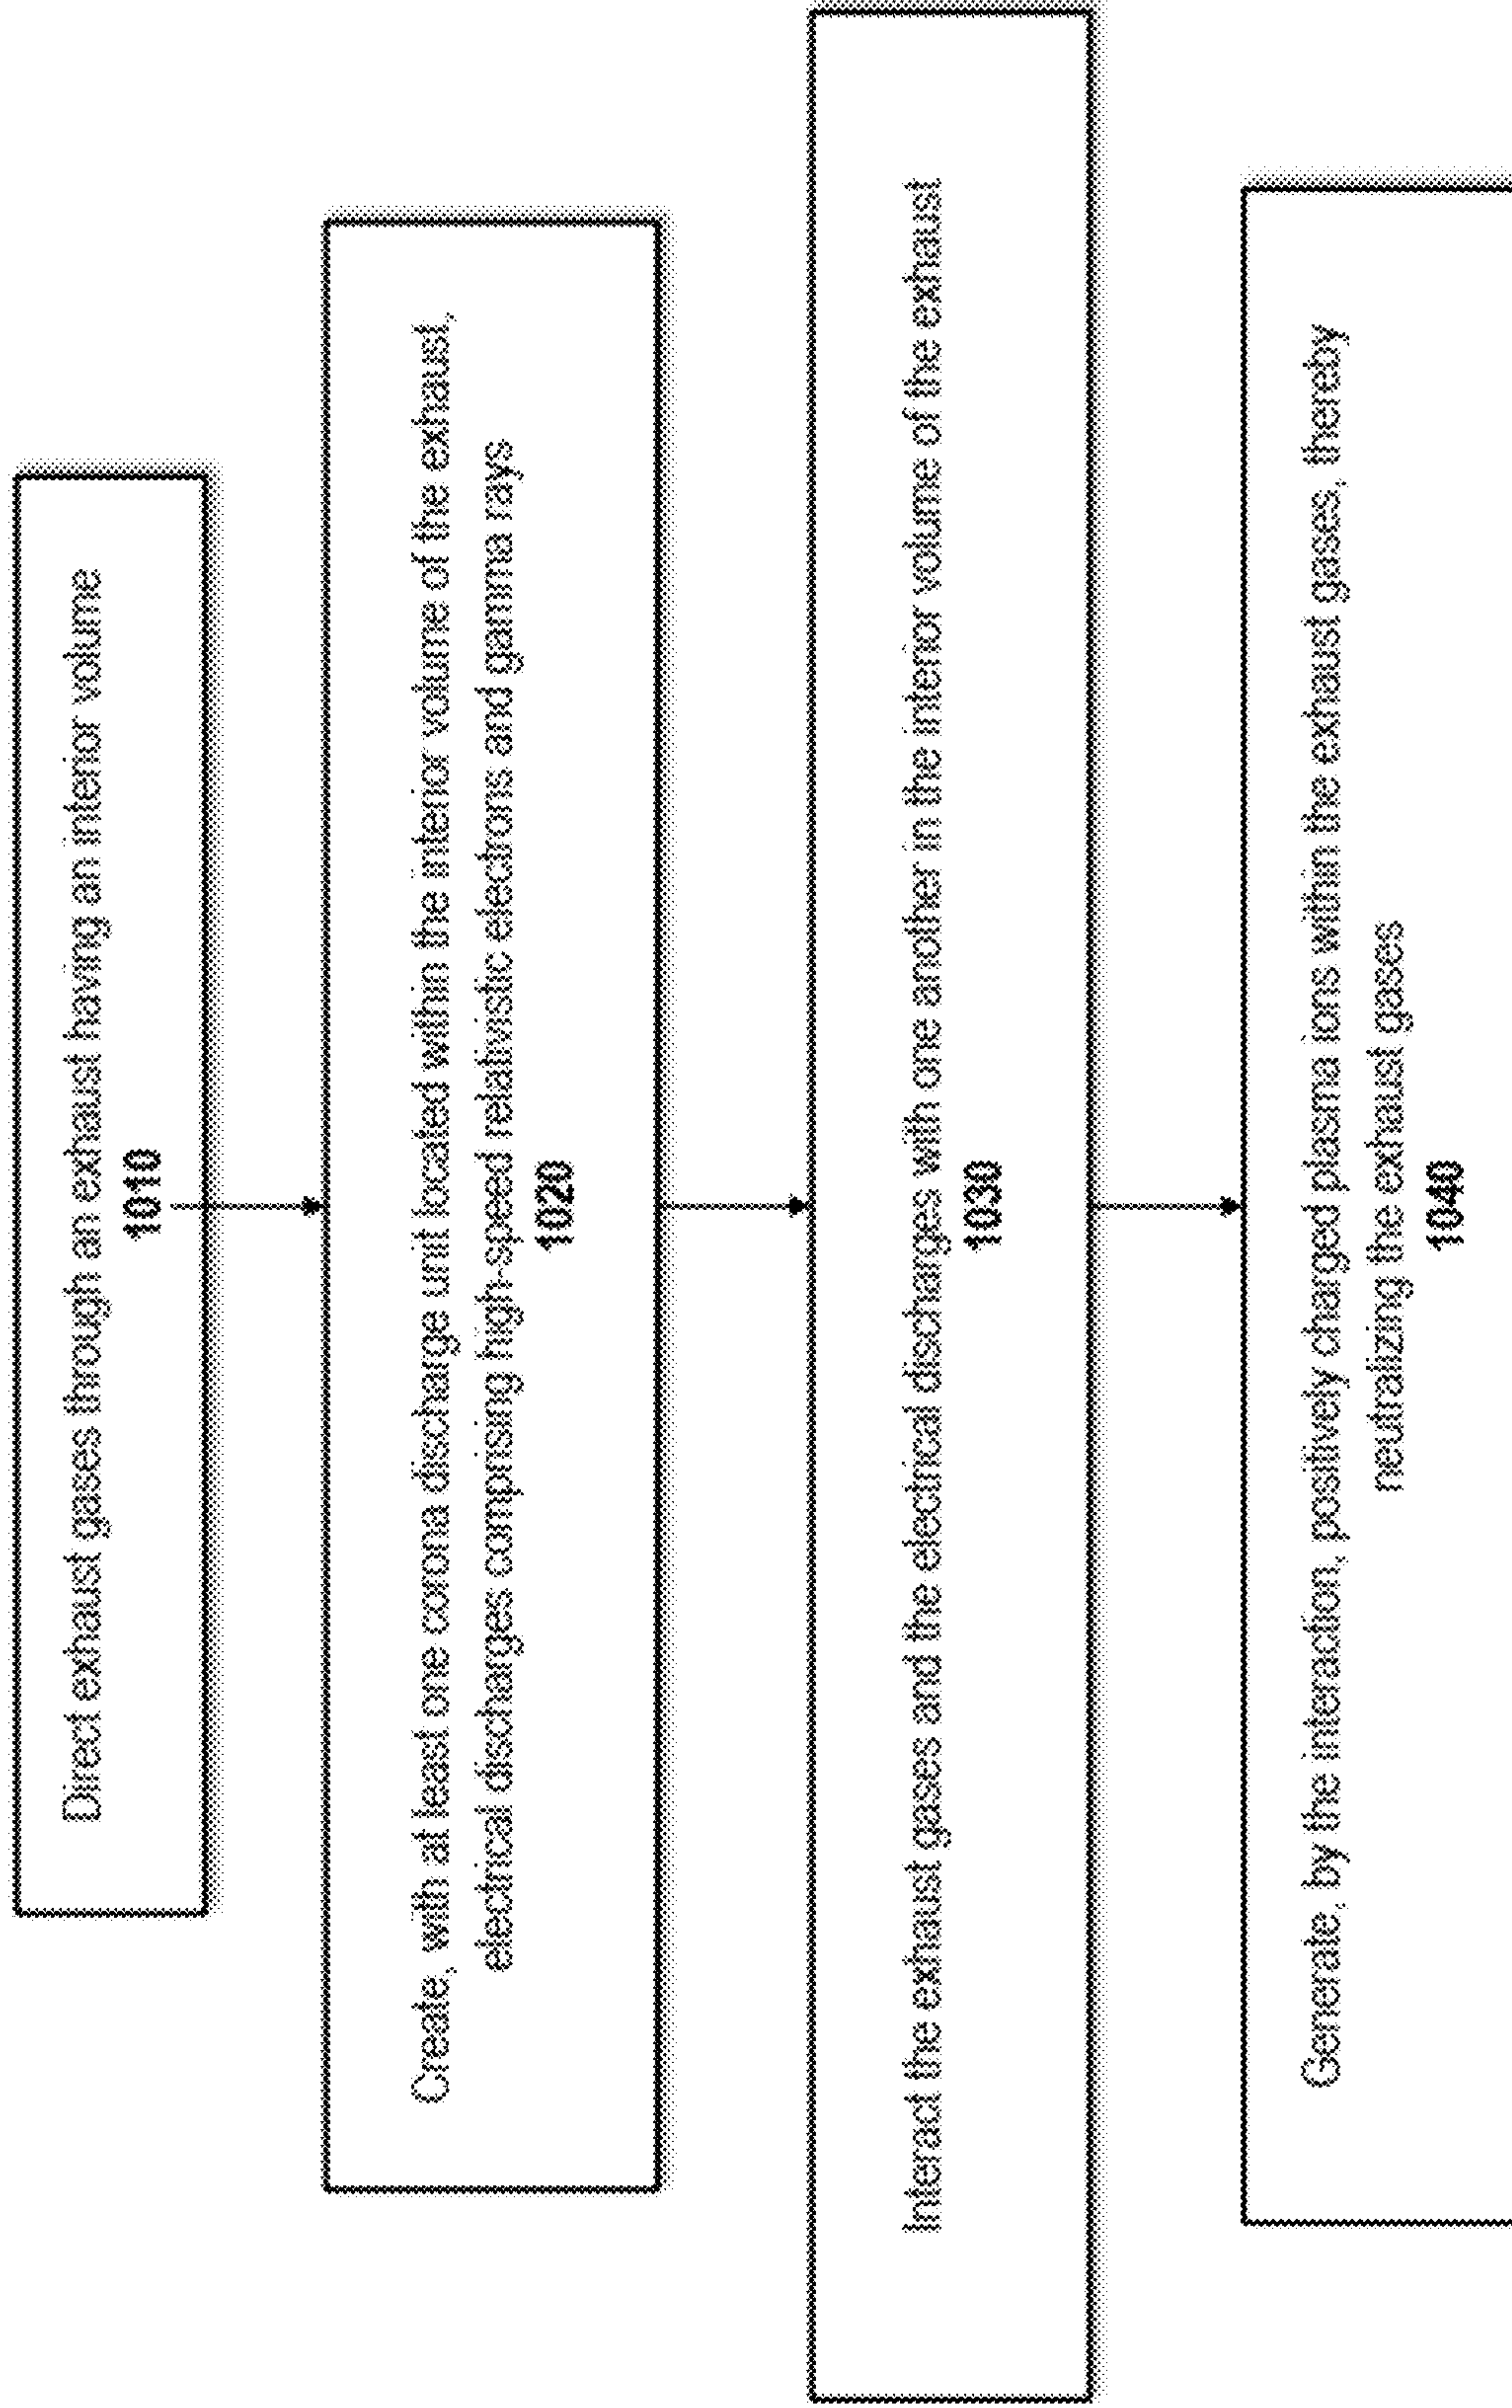 Direct exhaust gases through an exhaust having an interior volume
1010
Create, with at least one corona discharge unit located within the interior volume of the exhaust,
electrical discharges comprising high-speed relativistic electrons and gamma rays
1020
Interact the exhaust gases and the electrical discharges with one another in the interior volume of the exhaust
1030
Generate, by the interaction, positively charged plasma ions within the exhaust gases, thereby
neutralizing the exhaust gases
1040